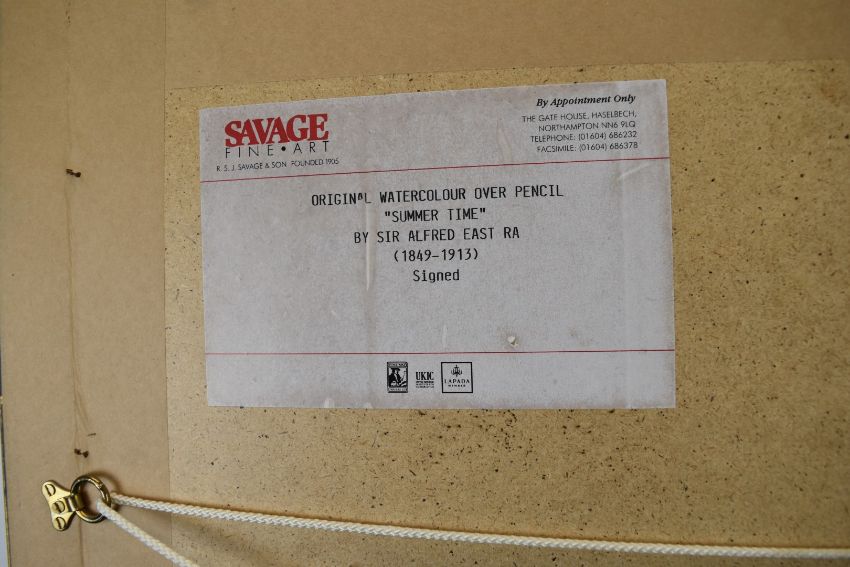 SAVAGE
FINE • ART
R. S. J. SAVAGE & SON. FOUNDED 1905
By Appointment Only
THE GATE HOUSE, HASELBECH,
NORTHAMPTON NN6 9LQ
TELEPHONE: (01604) 686232
FACSIMILE: (01604) 686378
ORIGINAL WATERCOLOUR OVER PENCIL
"SUMMER TIME"
BY SIR ALFRED EAST RA
(1849-1913)
Signed
UKIC
LAPADA
MEMBER